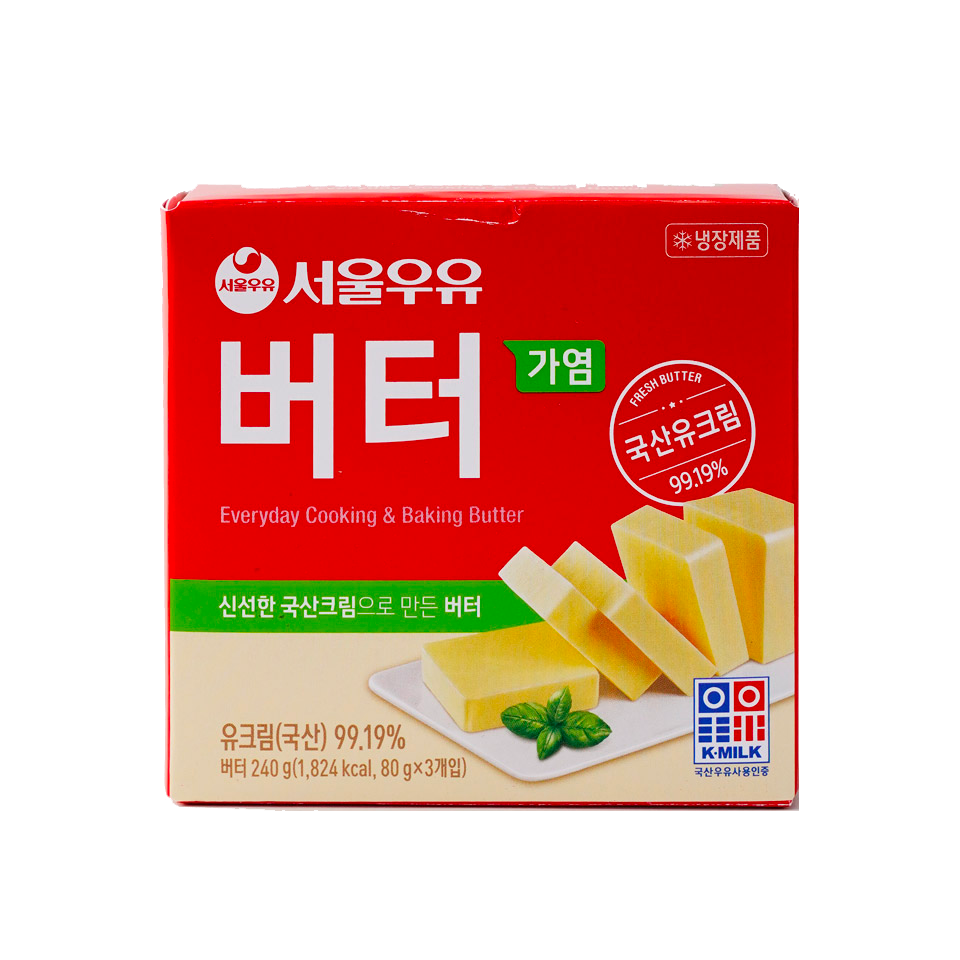 냉장제품
서울우유 서울우유
버터 가염
FRESH BUTTER
국산유크림
99.19%
Everyday Cooking & Baking Butter
신선한 국산크림으로 만든 버터
유크림(국산) 99.19%
버터 240 g(1,824 kcal, 80 g×3개입)
K·MILK
국산우유사용인증